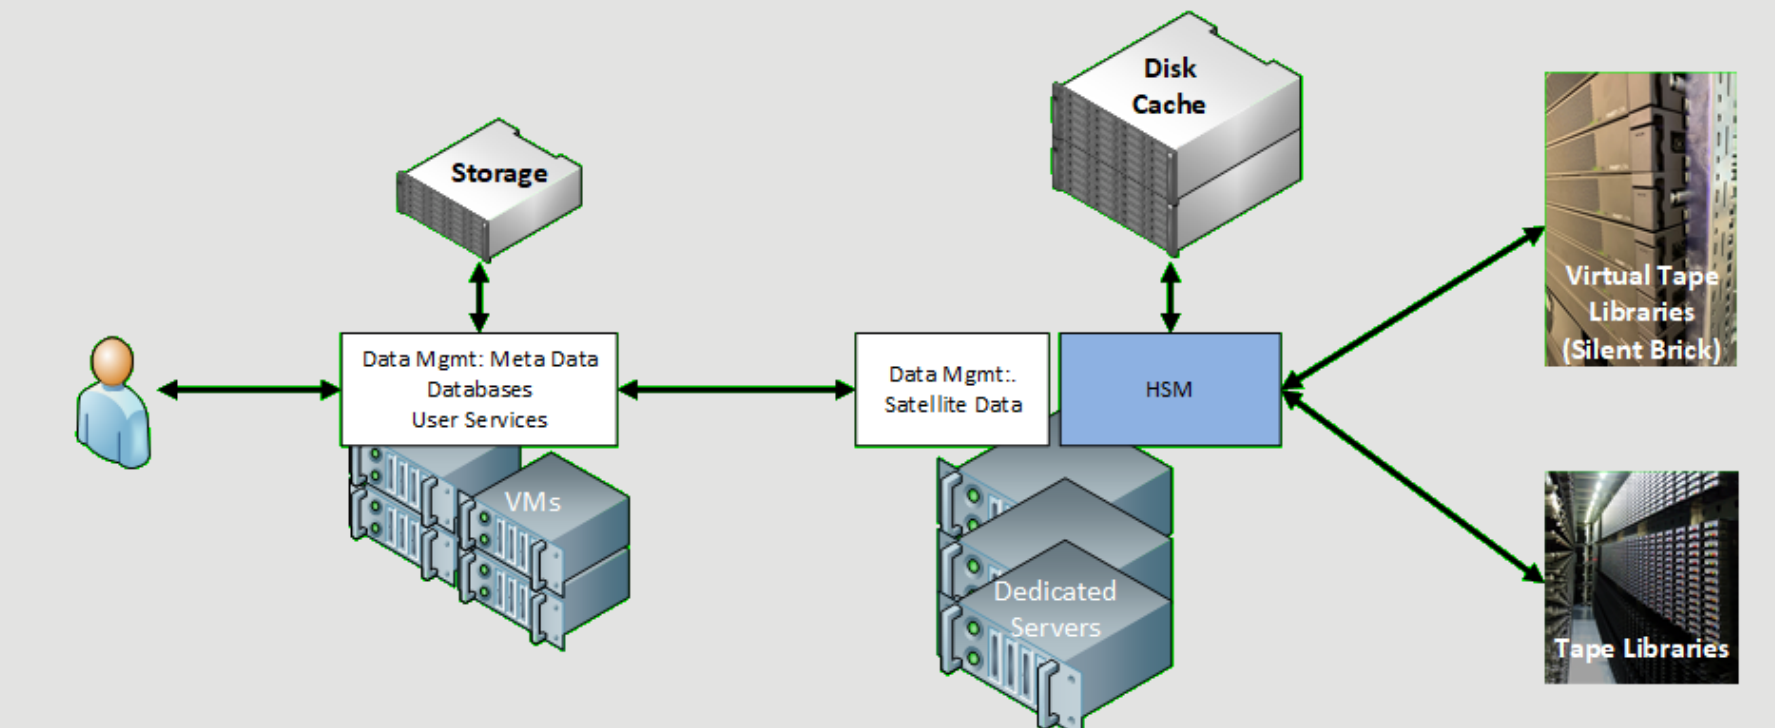 Disk
Cache
Storage
Virtual Tape
Libraries
(Silent Brick)
Data Mgmt: Meta Data
Databases
User Services
Data Mgmt:.
Satellite Data
HSM
VMs
Dedicated
Servers
Tape Libraries